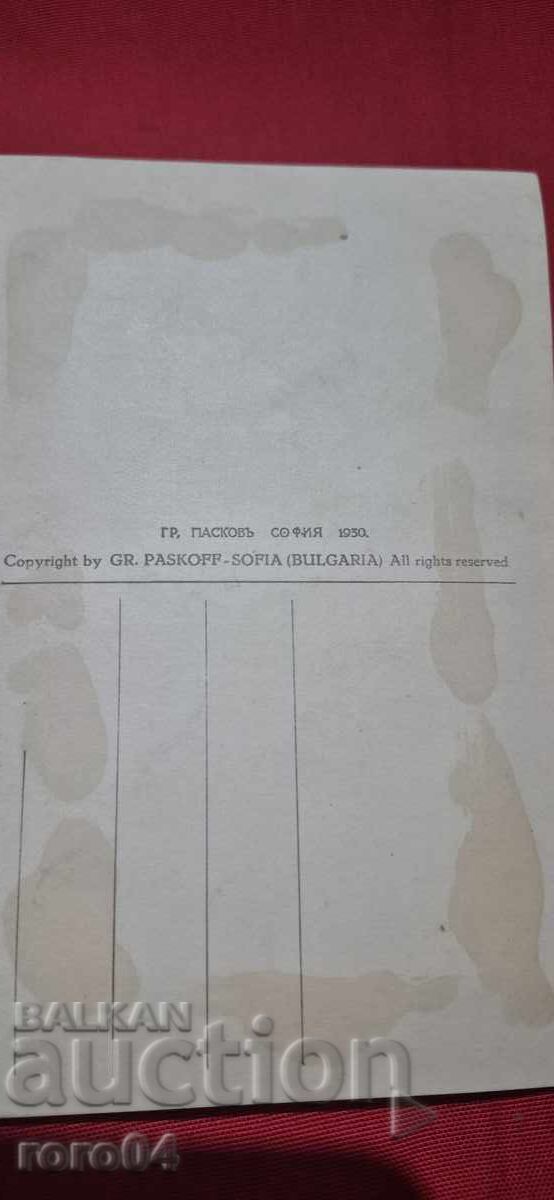 ГР. ПАСКОВЪ СОФИЯ 1930.
Copyright by GR. PASKOFF-SOFIA (BULGARIA) All rights reserved
BALKAN
auction
roro04